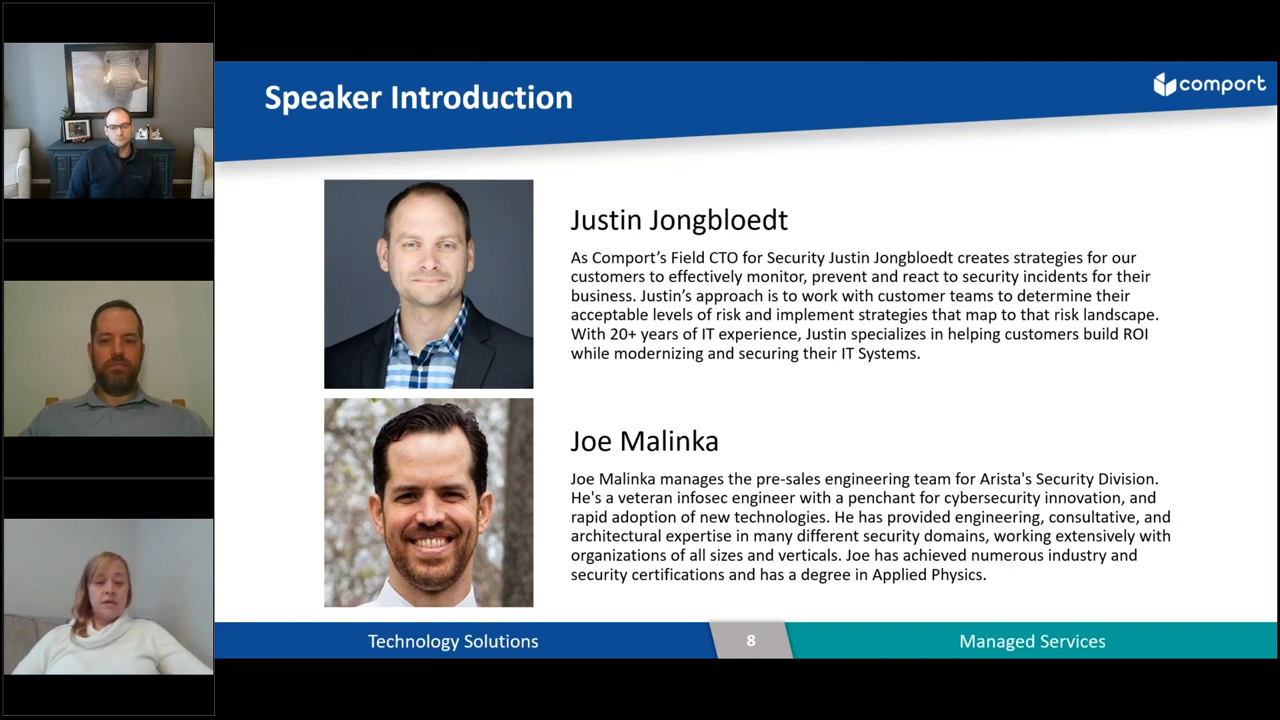 Speaker Introduction
comport
Justin Jongbloedt
As Comport's Field CTO for Security Justin Jongbloedt creates strategies for our
customers to effectively monitor, prevent and react to security incidents for their
business. Justin's approach is to work with customer teams to determine their
acceptable levels of risk and implement strategies that map to that risk landscape.
With 20+ years of IT experience, Justin specializes in helping customers build ROI
while modernizing and securing their IT Systems.
Joe Malinka
Joe Malinka manages the pre-sales engineering team for Arista's Security Division.
He's a veteran infosec engineer with a penchant for cybersecurity innovation, and
rapid adoption of new technologies. He has provided engineering, consultative, and
architectural expertise in many different security domains, working extensively with
organizations of all sizes and verticals. Joe has achieved numerous industry and
security certifications and has a degree in Applied Physics.
Technology Solutions
8
Managed Services